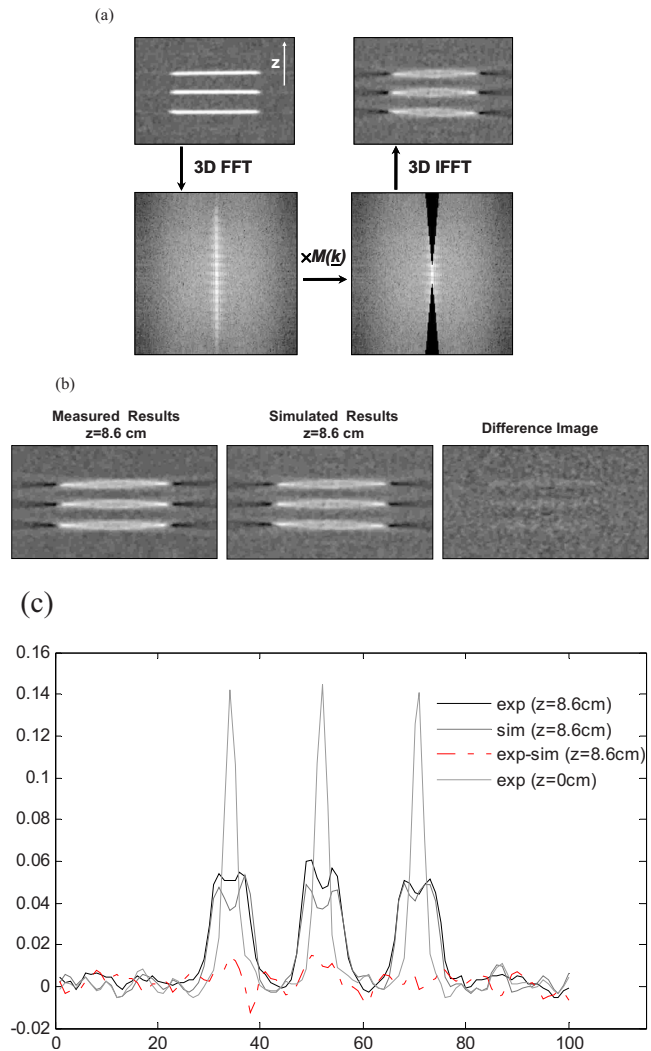 (a)
z
3D FFT
3D IFFT
×M(k)
(b)
Measured Results
z=8.6 cm
Simulated Results
z=8.6 cm
Difference Image
(c)
0.16
0.14
0.12
0.1
0.08
0.06
0.04
0.02
0
-0.02
exp (z=8.6cm)
sim (z=8.6cm)
exp-sim (z=8.6cm)
exp (z=0cm)
0 20 40 60 80 100